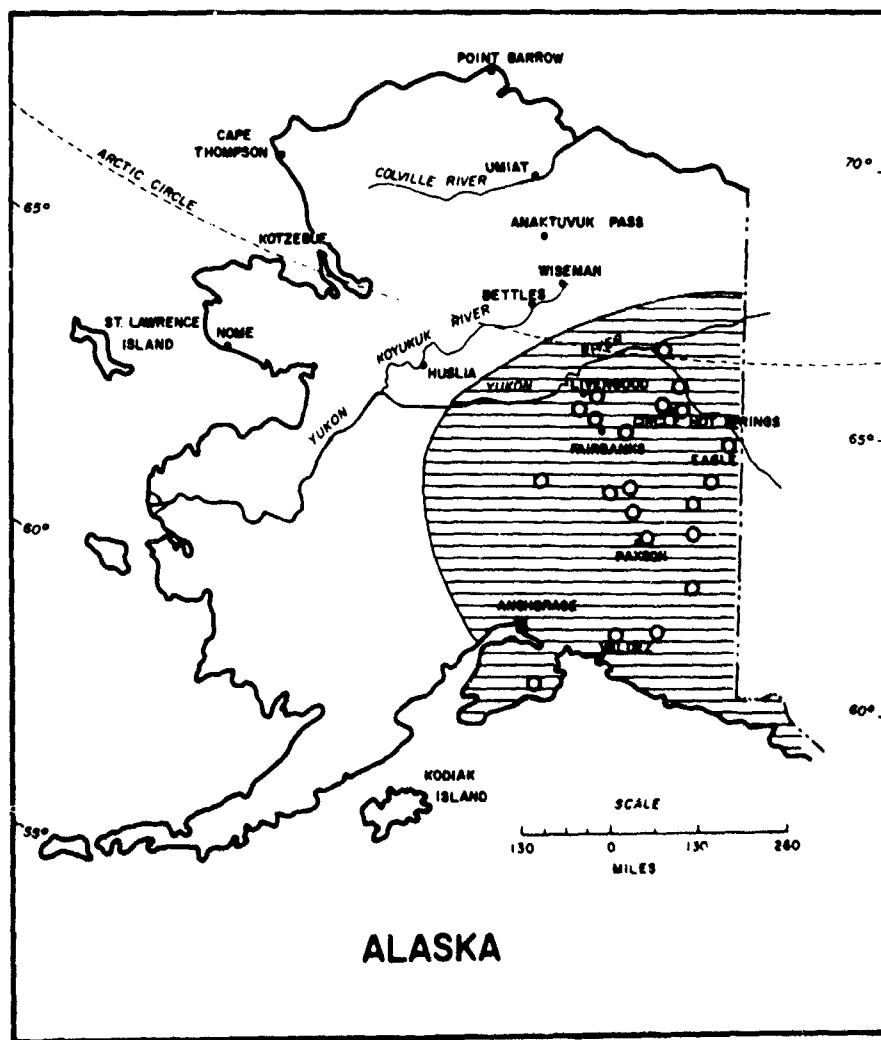 POINT BARROW
CAPE
THOMPSON
ARCTIC CIRCLE
UMIAT
COLVILLE RIVER
70°
65°
ANAKTUVUK PASS
KOTZEBUE
WISEMAN
BETTLES
ST. LAWRENCE
ISLAND
NOME
KOYUKUK RIVER
RIVER
HUSLIA
YUKON
LIVENGOOD
YUKON
CIRCLE HOT SPRINGS
65°
FAIRBANKS
EAGLE
60°
PAXSON
ANCHORAGE
VALDEZ
60°
KODIAK
ISLAND
SCALE
55°
130 0 130 260
MILES
ALASKA